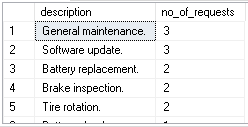 description no_of_requests
1 General maintenance. 3
2 Software update. 3
3 Battery replacement. 2
4 Brake inspection. 2
5 Tire rotation. 2